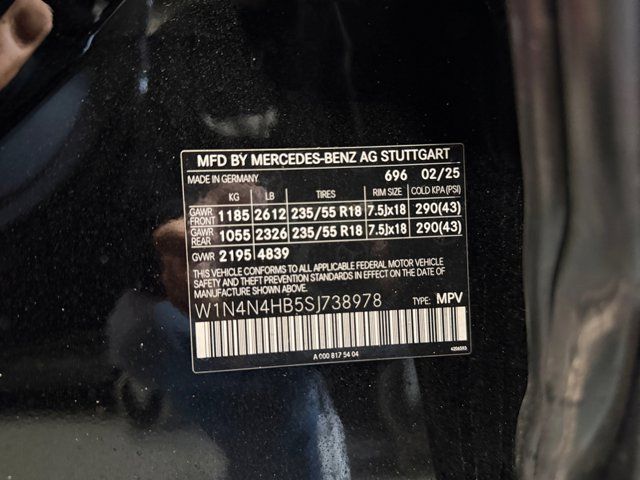 MFD BY MERCEDES-BENZ AG STUTTGART
MADE IN GERMANY 696 02/25
KG LB TIRES RIM SIZE COLD KPA (PSI)
GAWR FRONT 1185 2612 235/55 R18 7.5Jx18 290(43)
GAWR REAR 1055 2326 235/55 R18 7.5Jx18 290(43)
GVWR 2195 4839
THIS VEHICLE CONFORMS TO ALL APPLICABLE FEDERAL MOTOR VEHICLE
SAFETY AND THEFT PREVENTION STANDARDS IN EFFECT ON THE DATE OF
MANUFACTURE SHOWN ABOVE.
W1N4N4HB5SJ738978 TYPE: MPV
A 000 817 54 04